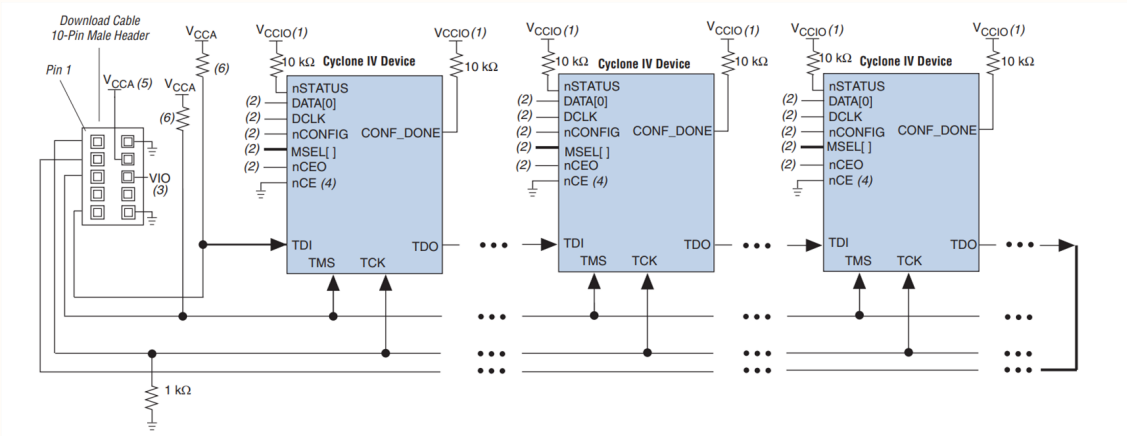 Download Cable
10-Pin Male Header
Pin 1
VCCA (5)
VCCA
(6)
VCCA
(6)
VIO
(3)
1 kΩ
VCCIO (1)
10 kΩ
Cyclone IV Device
VCCIO (1)
10 kΩ
nSTATUS
(2) DATA[0]
(2) DCLK
(2) nCONFIG CONF_DONE
(2) MSEL[ ]
(2) nCEO
nCE (4)
TDI TDO
TMS TCK
VCCIO (1)
10 kΩ
Cyclone IV Device
VCCIO (1)
10 kΩ
nSTATUS
(2) DATA[0]
(2) DCLK
(2) nCONFIG CONF_DONE
(2) MSEL[ ]
(2) nCEO
nCE (4)
TDI TDO
TMS TCK
VCCIO (1)
10 kΩ
Cyclone IV Device
VCCIO (1)
10 kΩ
nSTATUS
(2) DATA[0]
(2) DCLK
(2) nCONFIG CONF_DONE
(2) MSEL[ ]
(2) nCEO
nCE (4)
TDI TDO
TMS TCK